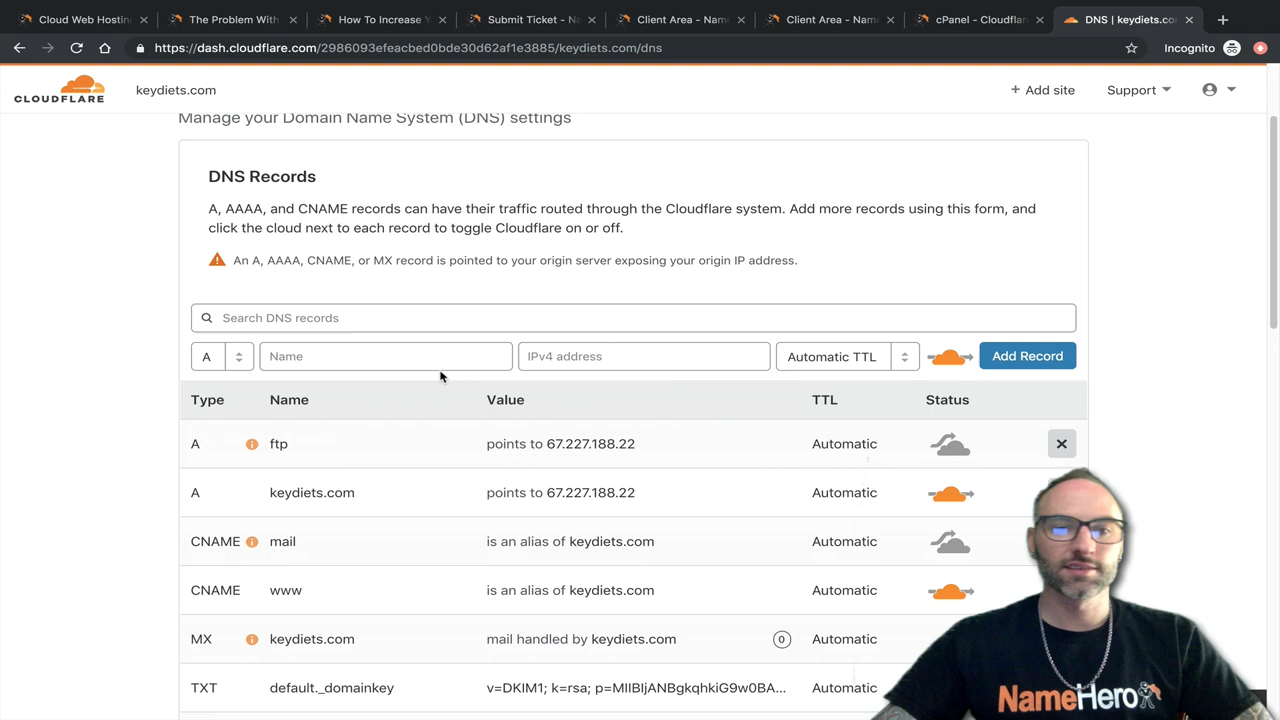 Cloud Web Hosting
The Problem With
How To Increase Y
Submit Ticket - Na
Client Area - Name
Client Area - Name
cPanel - Cloudflar
DNS | keydiets.co
https://dash.cloudflare.com/2986093efeacbed0bde30d62af1e3885/keydiets.com/dns
Incognito
CLOUDFLARE
keydiets.com
+ Add site
Support
Manage your Domain Name System (DNS) settings
DNS Records
A, AAAA, and CNAME records can have their traffic routed through the Cloudflare system. Add more records using this form, and
click the cloud next to each record to toggle Cloudflare on or off.
An A, AAAA, CNAME, or MX record is pointed to your origin server exposing your origin IP address.
Search DNS records
A Name IPv4 address Automatic TTL Add Record
Type Name Value TTL Status
A ftp points to 67.227.188.22 Automatic
A keydiets.com points to 67.227.188.22 Automatic
CNAME mail is an alias of keydiets.com Automatic
CNAME www is an alias of keydiets.com Automatic
MX keydiets.com mail handled by keydiets.com 0 Automatic
TXT default._domainkey v=DKIM1; k=rsa; p=MIIBIjANBgkqhkiG9w0BA... Automatic
NameHero